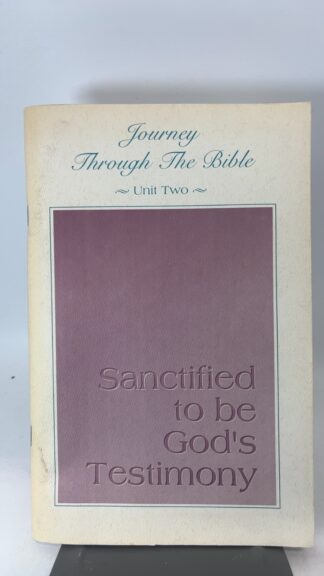 Journey
Through The Bible
~ Unit Two ~
Sanctified
to be
God's
Testimony